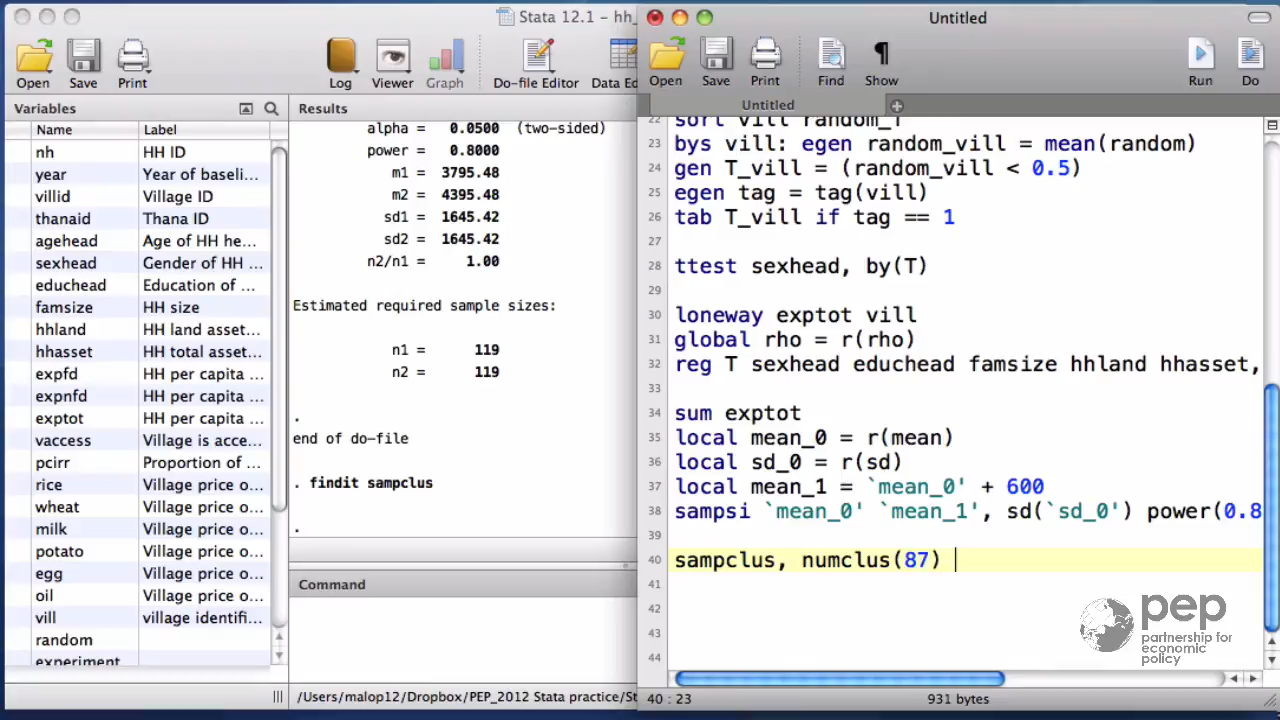 Stata 12.1 – hh_
Open
Save
Print
Log
Viewer
Graph
Do-file Editor
Data Ed
Variables
Name Label
nh HH ID
year Year of baseli...
villid Village ID
thanaid Thana ID
agehead Age of HH he...
sexhead Gender of HH ...
educhead Education of ...
famsize HH size
hhland HH land asset...
hhasset HH total asset...
expfd HH per capita ...
expnfd HH per capita ...
exptot HH per capita ...
vaccess Village is acce...
pcirr Proportion of ...
rice Village price o...
wheat Village price o...
milk Village price o...
potato Village price o...
egg Village price o...
oil Village price o...
vill village identifi...
random
experiment
Results
alpha = 0.0500 (two-sided)
power = 0.8000
m1 = 3795.48
m2 = 4395.48
sd1 = 1645.42
sd2 = 1645.42
n2/n1 = 1.00
Estimated required sample sizes:
n1 = 119
n2 = 119
.
end of do-file
. findit sampclus
.
Command
/Users/malop12/Dropbox/PEP_2012 Stata practice/Sta
Untitled
Open
Save
Print
Find
Show
Run
Do
Untitled
22 sort vill random_T
23 bys vill: egen random_vill = mean(random)
24 gen T_vill = (random_vill < 0.5)
25 egen tag = tag(vill)
26 tab T_vill if tag == 1
27
28 ttest sexhead, by(T)
29
30 loneway exptot vill
31 global rho = r(rho)
32 reg T sexhead educhead famsize hhland hhasset,
33
34 sum exptot
35 local mean_0 = r(mean)
36 local sd_0 = r(sd)
37 local mean_1 = `mean_0' + 600
38 sampsi `mean_0' `mean_1', sd(`sd_0') power(0.8
39
40 sampclus, numclus(87)
41
42
43
44
pep
partnership for
economic
policy
40 : 23
931 bytes